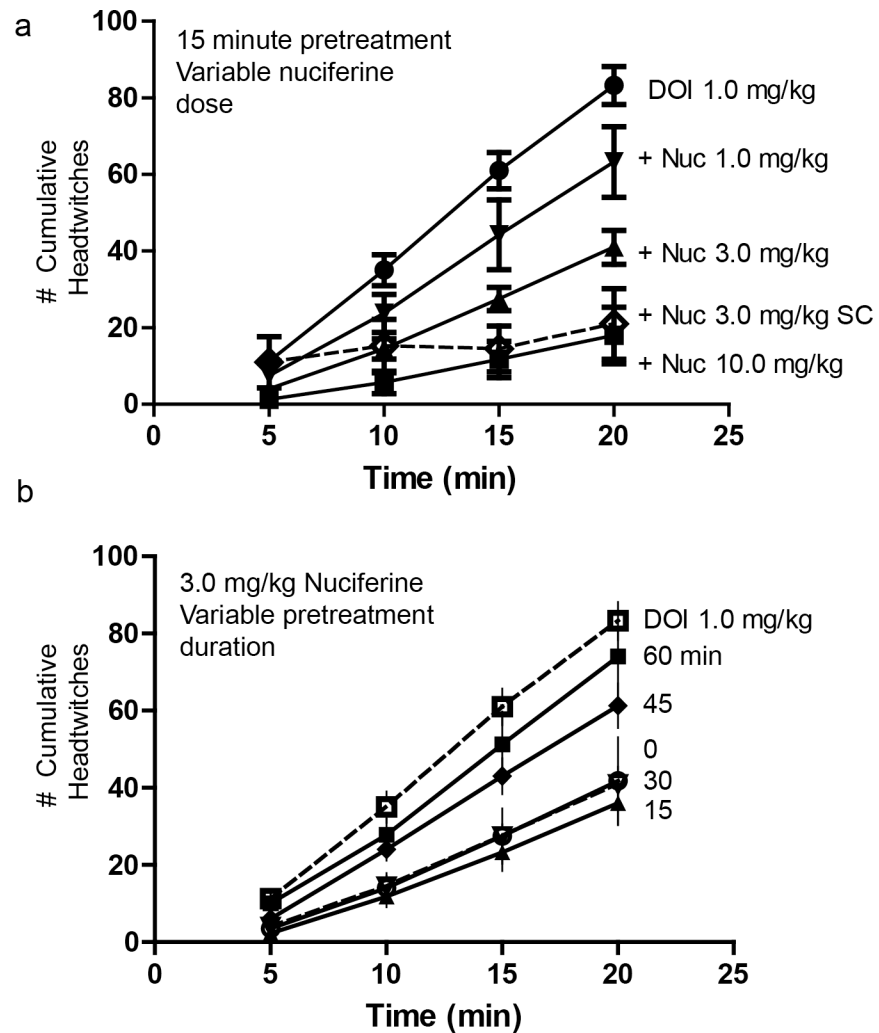 a
15 minute pretreatment
Variable nuciferine
dose
# Cumulative
Headtwitches
100
80
60
40
20
0
0 5 10 15 20 25
Time (min)
DOI 1.0 mg/kg
+ Nuc 1.0 mg/kg
+ Nuc 3.0 mg/kg
+ Nuc 3.0 mg/kg SC
+ Nuc 10.0 mg/kg
b
3.0 mg/kg Nuciferine
Variable pretreatment
duration
# Cumulative
Headtwitches
100
80
60
40
20
0
0 5 10 15 20 25
Time (min)
DOI 1.0 mg/kg
60 min
45
0
30
15